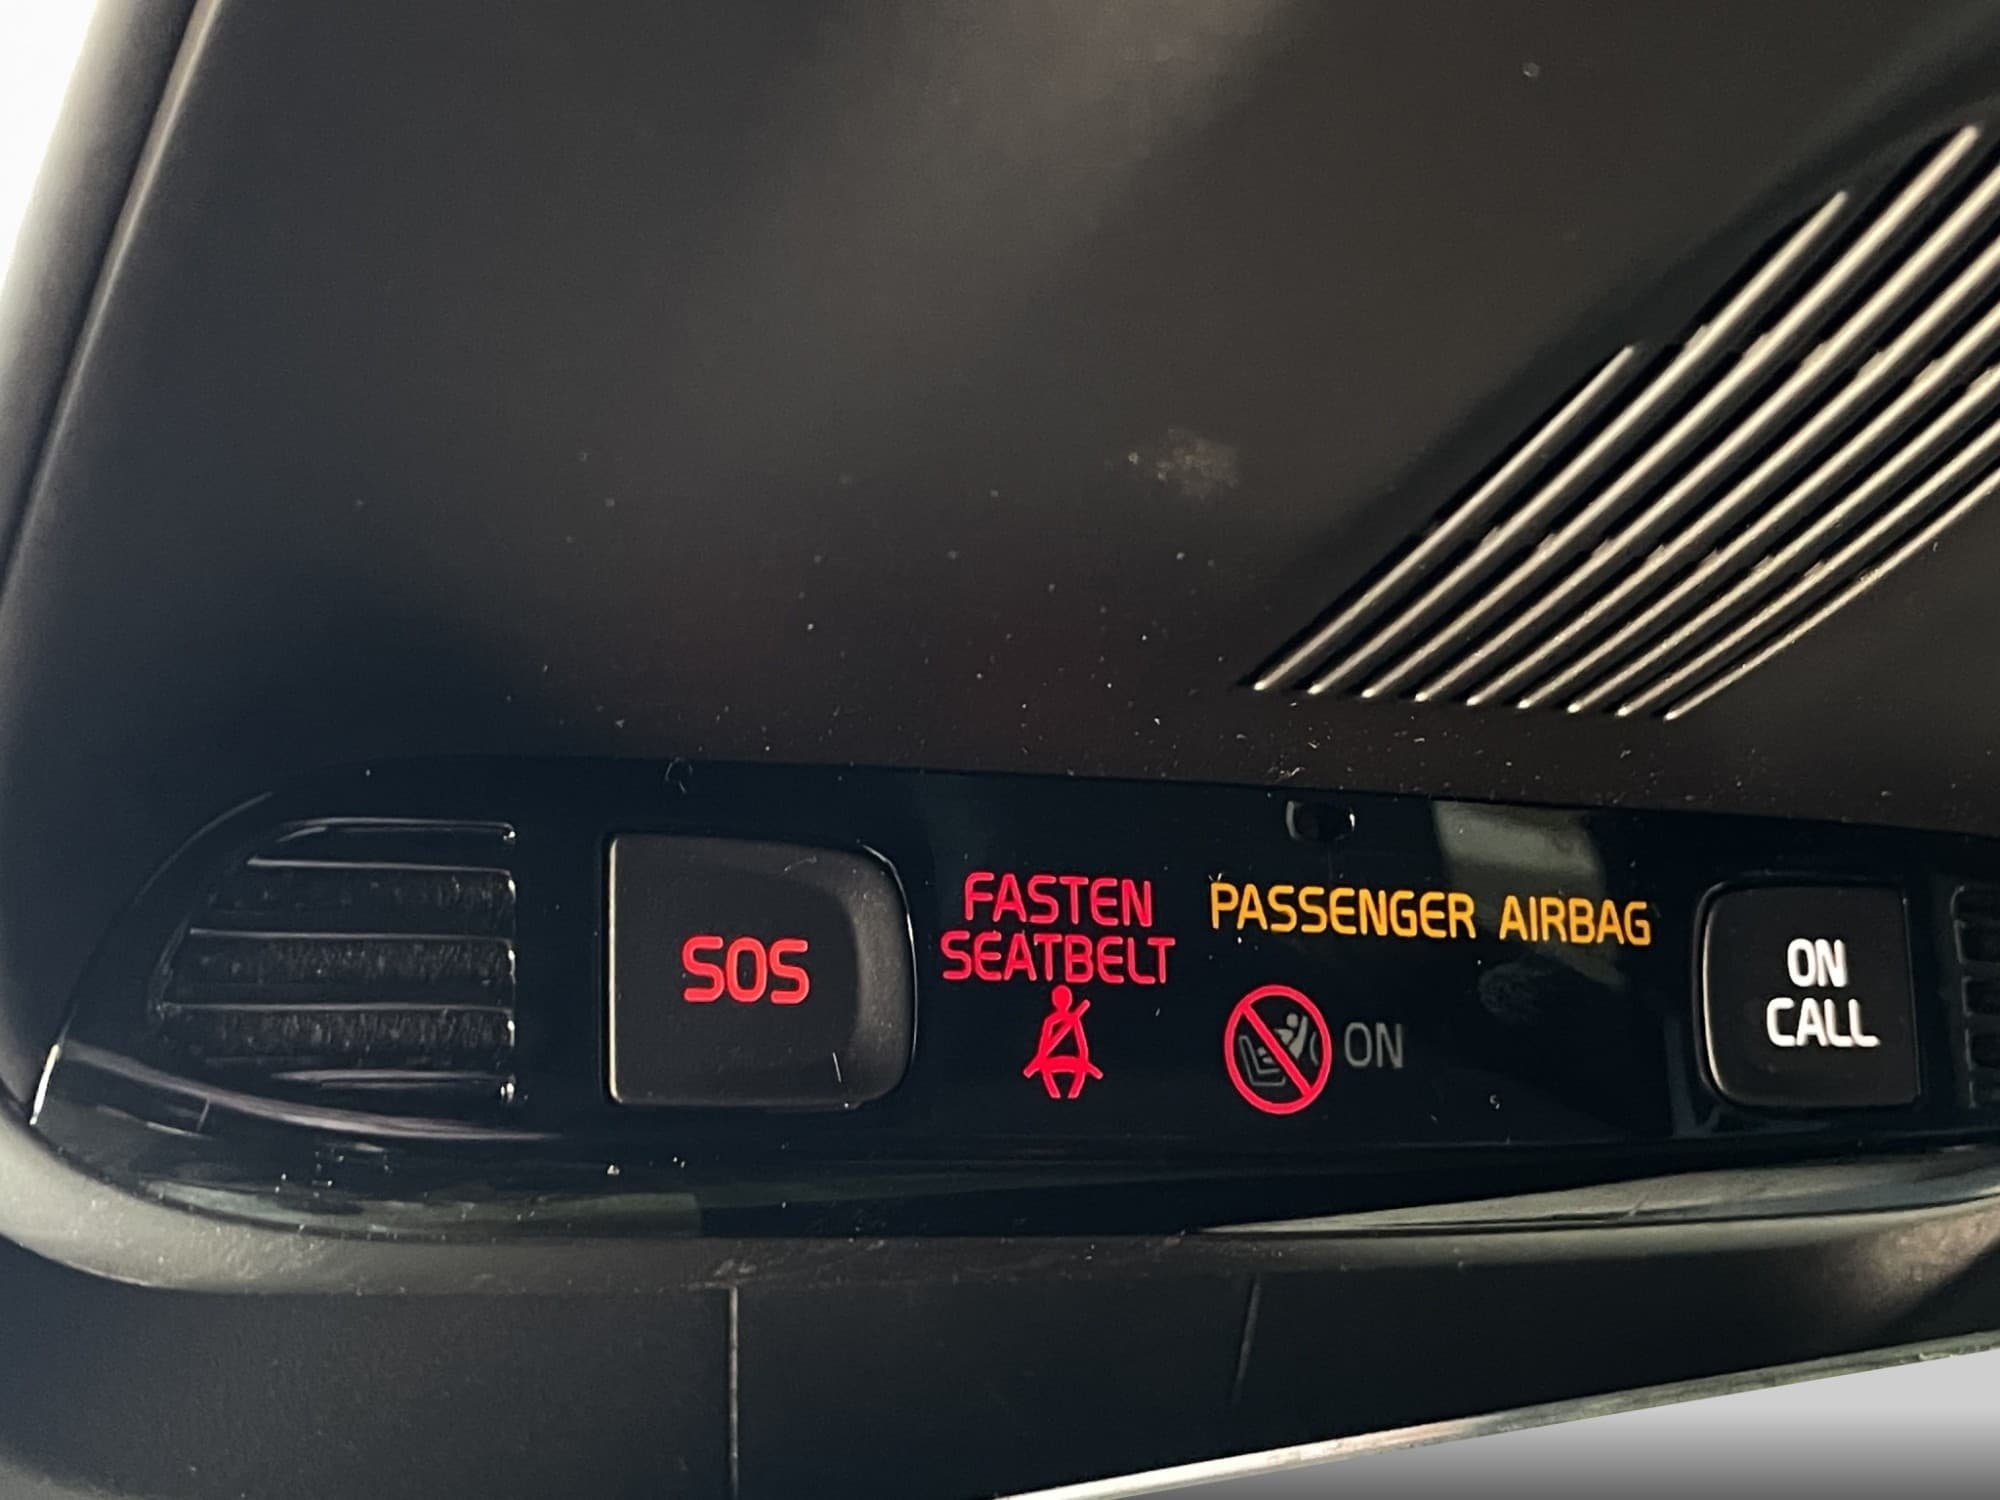 SOS
FASTEN
SEATBELT
PASSENGER AIRBAG
ON
ON
CALL